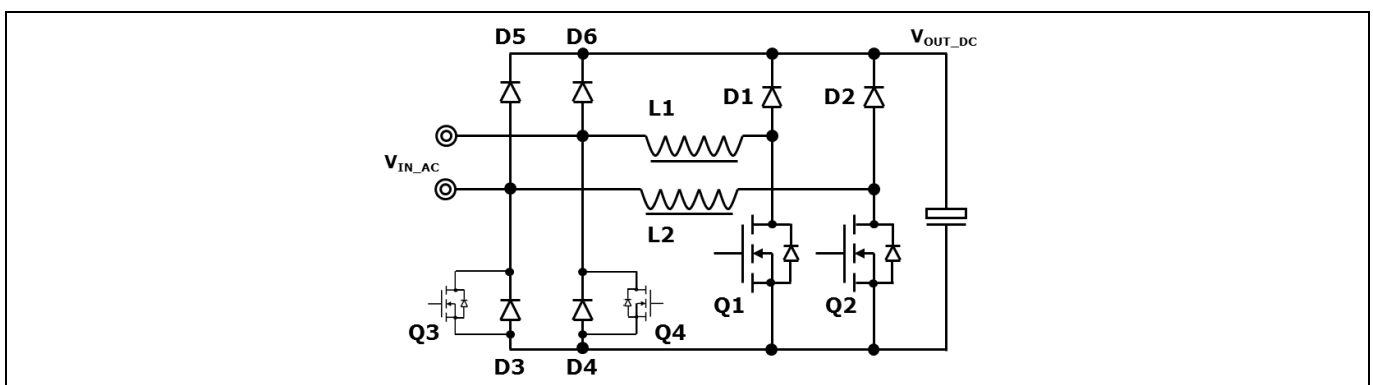 D5 D6 V_OUT_DC
D1 D2
L1
V_IN_AC
L2
Q1 Q2
Q3 Q4
D3 D4